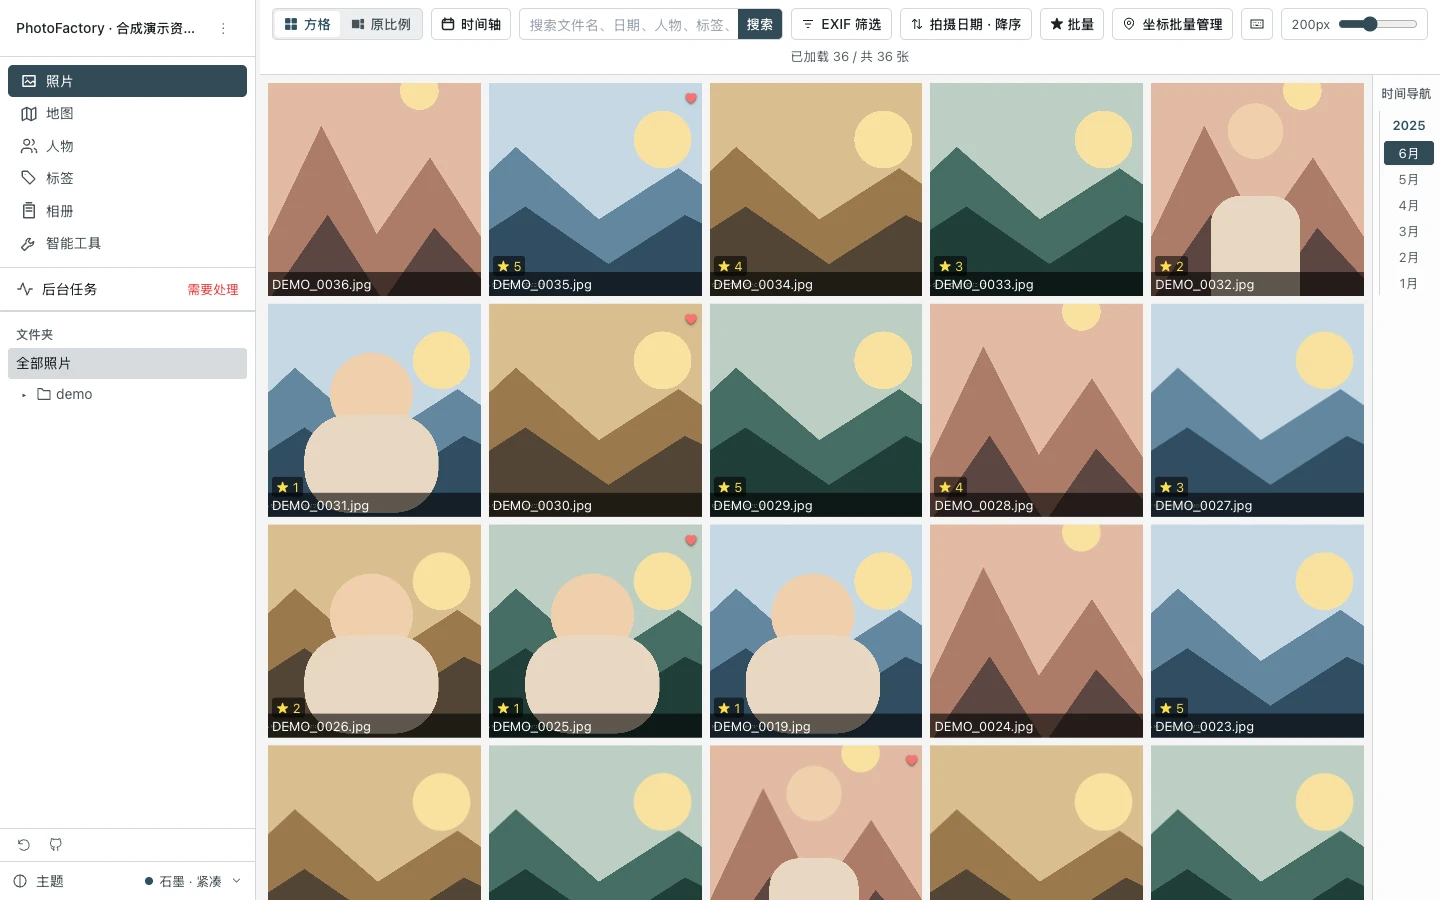 PhotoFactory · 合成演示资...
照片
地图
人物
标签
相册
智能工具
后台任务 需要处理
文件夹
全部照片
demo
主题 石墨 · 紧凑
方格 原比例 时间轴 搜索文件名、日期、人物、标签、 搜索 EXIF 筛选 拍摄日期 · 降序 批量 坐标批量管理 200px
已加载 36 / 共 36 张
DEMO_0036.jpg
5
DEMO_0035.jpg
4
DEMO_0034.jpg
3
DEMO_0033.jpg
2
DEMO_0032.jpg
1
DEMO_0031.jpg
DEMO_0030.jpg
5
DEMO_0029.jpg
4
DEMO_0028.jpg
3
DEMO_0027.jpg
2
DEMO_0026.jpg
1
DEMO_0025.jpg
1
DEMO_0019.jpg
DEMO_0024.jpg
5
DEMO_0023.jpg
时间导航
2025
6月
5月
4月
3月
2月
1月